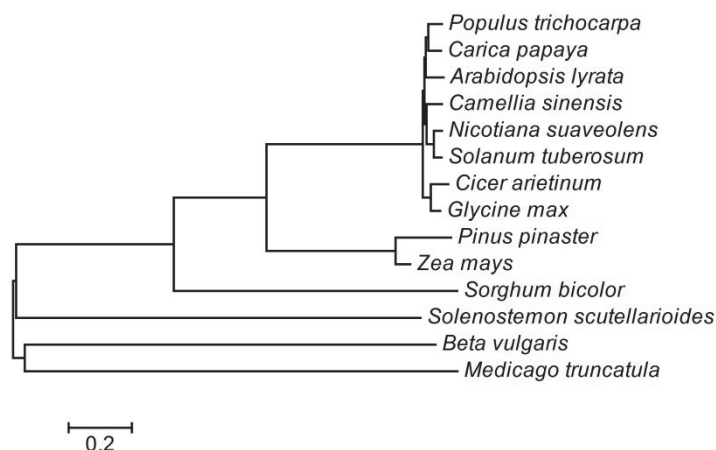 Populus trichocarpa
Carica papaya
Arabidopsis lyrata
Camellia sinensis
Nicotiana suaveolens
Solanum tuberosum
Cicer arietinum
Glycine max
Pinus pinaster
Zea mays
Sorghum bicolor
Solenostemon scutellarioides
Beta vulgaris
Medicago truncatula
0.2